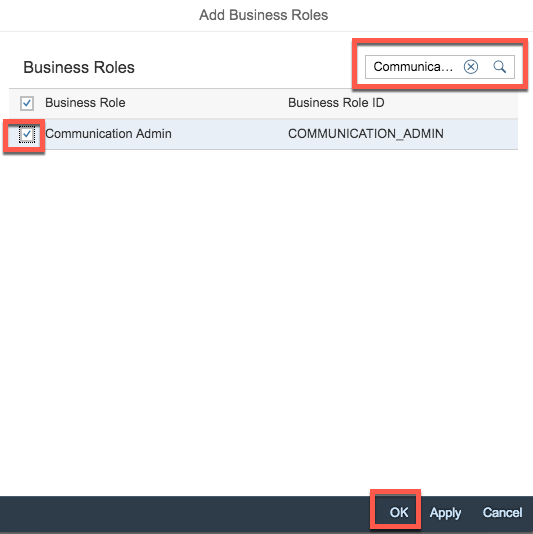 Add Business Roles
Business Roles
Communica...
Business Role Business Role ID
Communication Admin COMMUNICATION_ADMIN
OK Apply Cancel